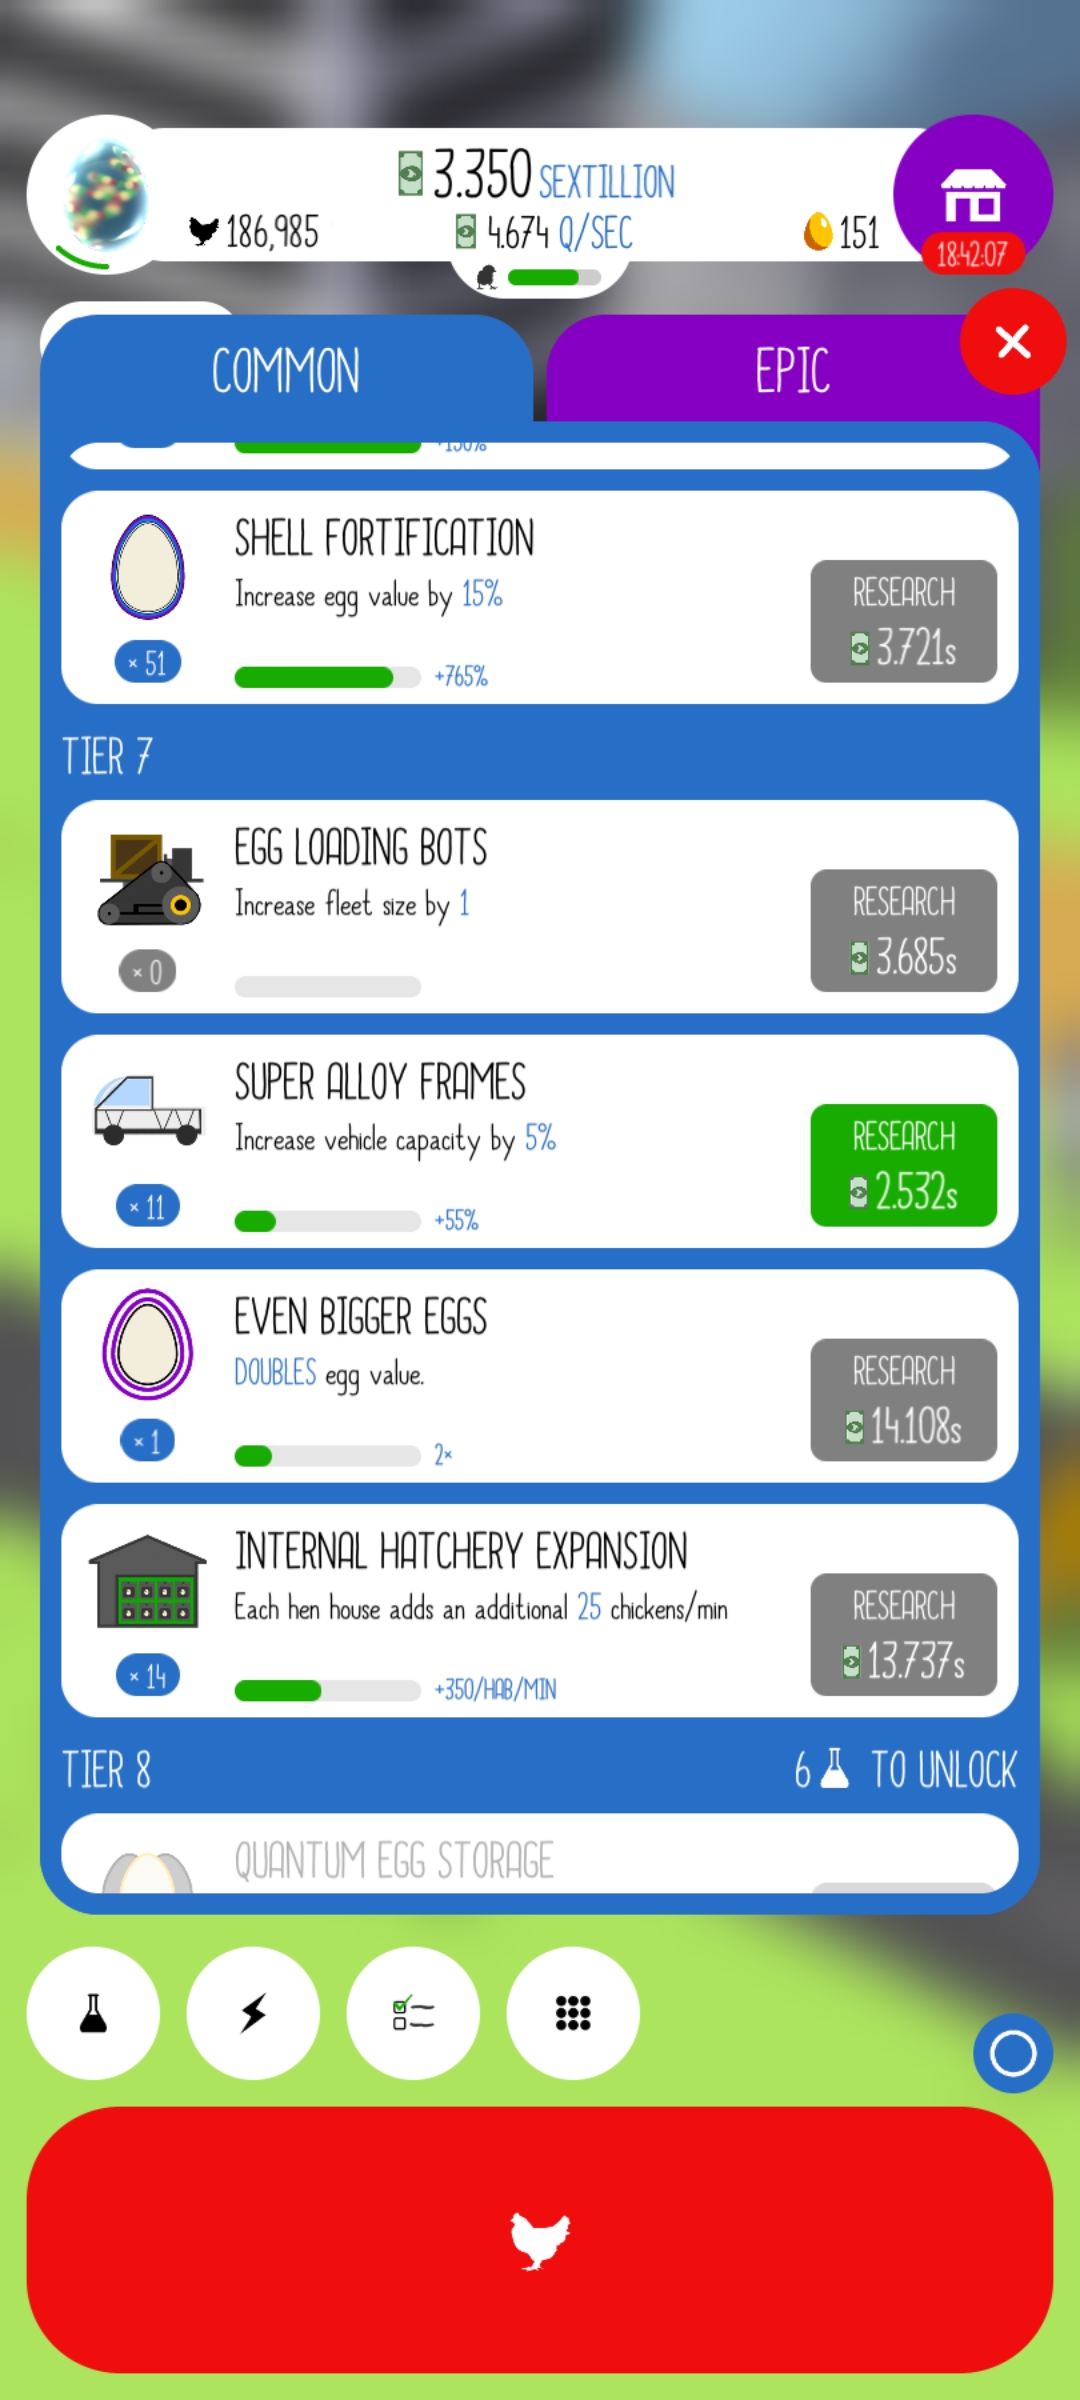 3.350 SEXTILLION
186,985
4.674 Q/SEC
151
18:42:07
COMMON
EPIC
+150%
SHELL FORTIFICATION
Increase egg value by 15%
× 51
+765%
RESEARCH
3.721s
TIER 7
EGG LOADING BOTS
Increase fleet size by 1
× 0
RESEARCH
3.685s
SUPER ALLOY FRAMES
Increase vehicle capacity by 5%
× 11
+55%
RESEARCH
2.532s
EVEN BIGGER EGGS
DOUBLES egg value.
× 1
2×
RESEARCH
14.108s
INTERNAL HATCHERY EXPANSION
Each hen house adds an additional 25 chickens/min
× 14
+350/HAB/MIN
RESEARCH
13.737s
TIER 8
6 TO UNLOCK
QUANTUM EGG STORAGE